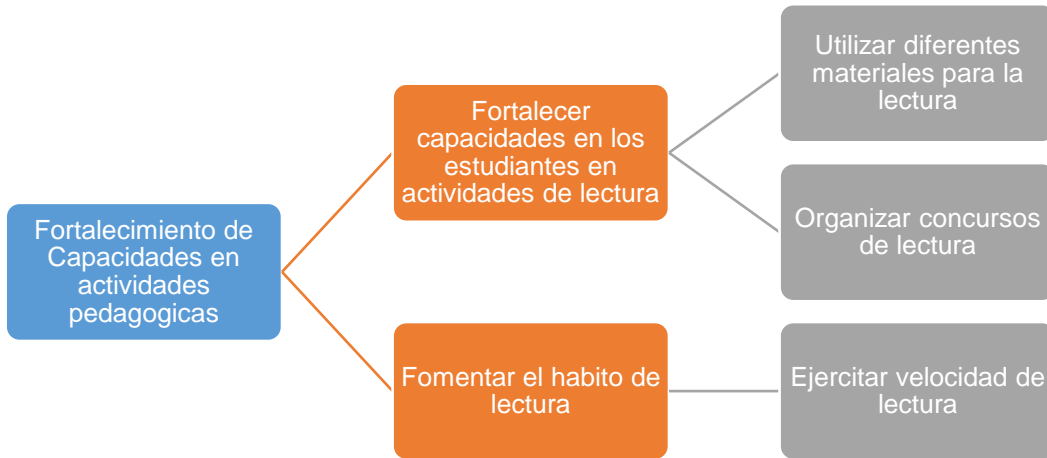 Fortalecimiento de
Capacidades en
actividades
pedagogicas
Fortalecer
capacidades en los
estudiantes en
actividades de lectura
Utilizar diferentes
materiales para la
lectura
Organizar concursos
de lectura
Fomentar el habito de
lectura
Ejercitar velocidad de
lectura